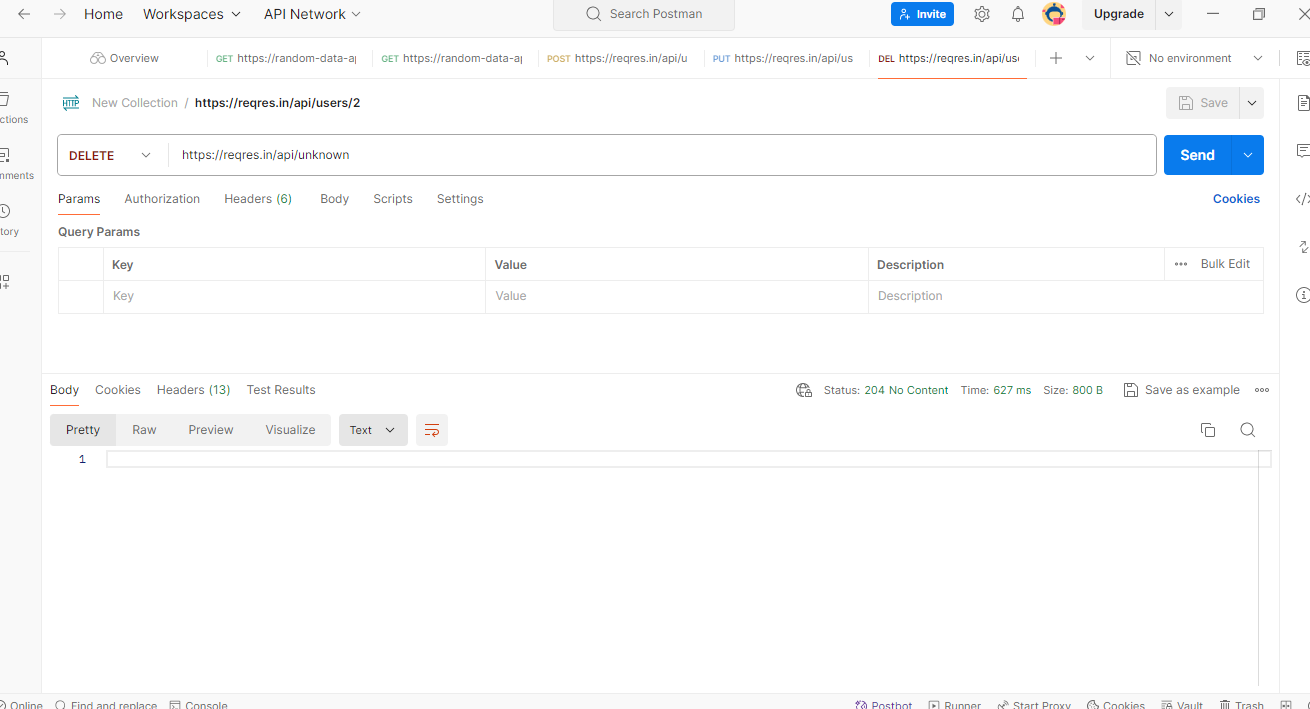 Home Workspaces API Network Search Postman Invite Upgrade
Overview GET https://random-data-ap GET https://random-data-ap POST https://reqres.in/api/u PUT https://reqres.in/api/us DEL https://reqres.in/api/use No environment
HTTP New Collection / https://reqres.in/api/users/2 Save
ctions
DELETE https://reqres.in/api/unknown Send
nments
Params Authorization Headers (6) Body Scripts Settings Cookies
tory
Query Params
Key Value Description Bulk Edit
Key Value Description
Body Cookies Headers (13) Test Results Status: 204 No Content Time: 627 ms Size: 800 B Save as example
Pretty Raw Preview Visualize Text
1
Online Find and replace Console Postbot Runner Start Proxy Cookies Vault Trash